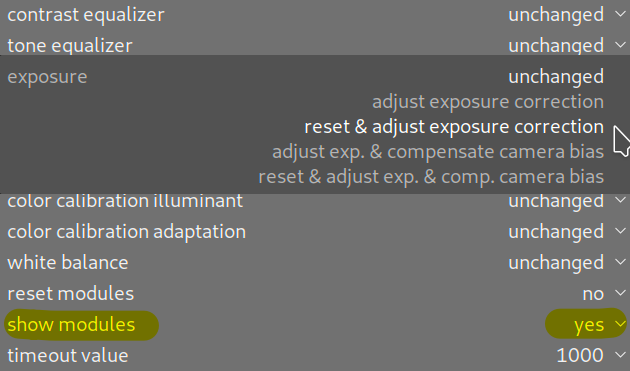 contrast equalizer unchanged
tone equalizer unchanged
exposure unchanged
adjust exposure correction
reset & adjust exposure correction
adjust exp. & compensate camera bias
reset & adjust exp. & comp. camera bias
color calibration illuminant unchanged
color calibration adaptation unchanged
white balance unchanged
reset modules no
show modules yes
timeout value 1000